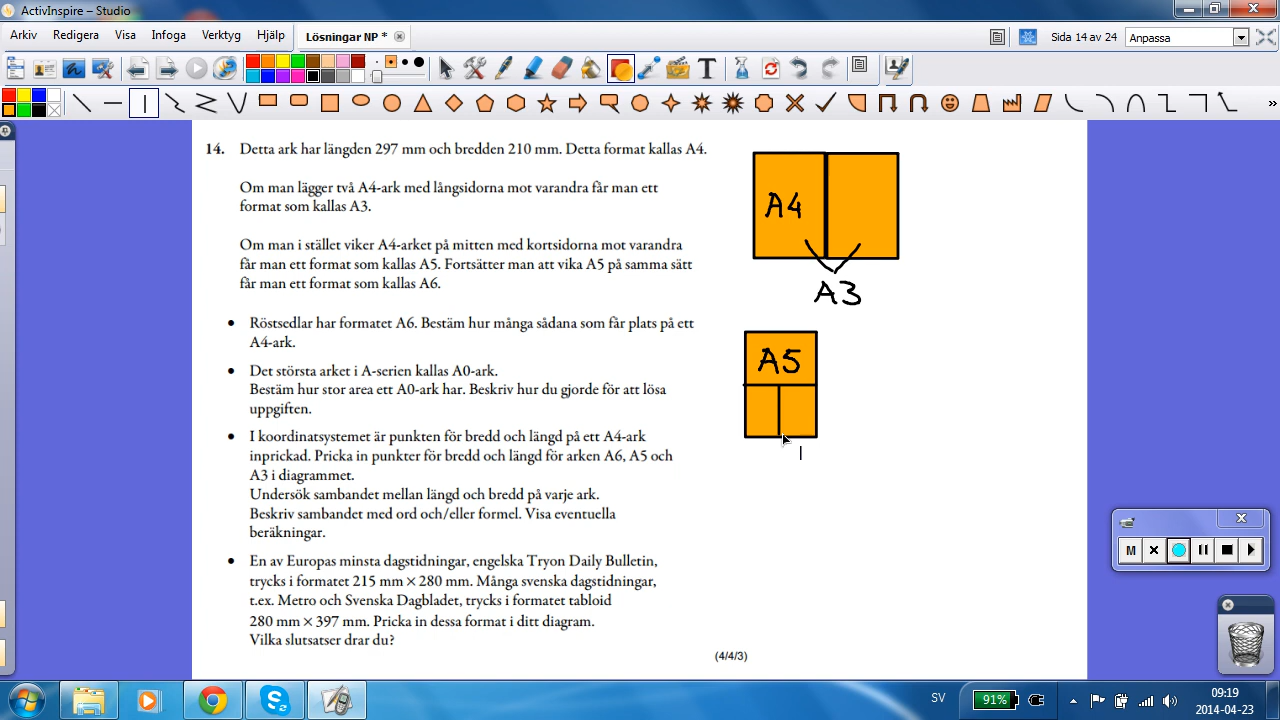 ActivInspire – Studio
Arkiv Redigera Visa Infoga Verktyg Hjälp Lösningar NP *
Sida 14 av 24 Anpassa
14. Detta ark har längden 297 mm och bredden 210 mm. Detta format kallas A4.
Om man lägger två A4-ark med långsidorna mot varandra får man ett
format som kallas A3.
Om man i stället viker A4-arket på mitten med kortsidorna mot varandra
får man ett format som kallas A5. Fortsätter man att vika A5 på samma sätt
får man ett format som kallas A6.
• Röstsedlar har formatet A6. Bestäm hur många sådana som får plats på ett
A4-ark.
• Det största arket i A-serien kallas A0-ark.
Bestäm hur stor area ett A0-ark har. Beskriv hur du gjorde för att lösa
uppgiften.
• I koordinatsystemet är punkten för bredd och längd på ett A4-ark
inprickad. Pricka in punkter för bredd och längd för arken A6, A5 och
A3 i diagrammet.
Undersök sambandet mellan längd och bredd på varje ark.
Beskriv sambandet med ord och/eller formel. Visa eventuella
beräkningar.
• En av Europas minsta dagstidningar, engelska Tryon Daily Bulletin,
trycks i formatet 215 mm × 280 mm. Många svenska dagstidningar,
t.ex. Metro och Svenska Dagbladet, trycks i formatet tabloid
280 mm × 397 mm. Pricka in dessa format i ditt diagram.
Vilka slutsatser drar du?
(4/4/3)
A4
A3
A5
M
SV 91% 09:19
2014-04-23